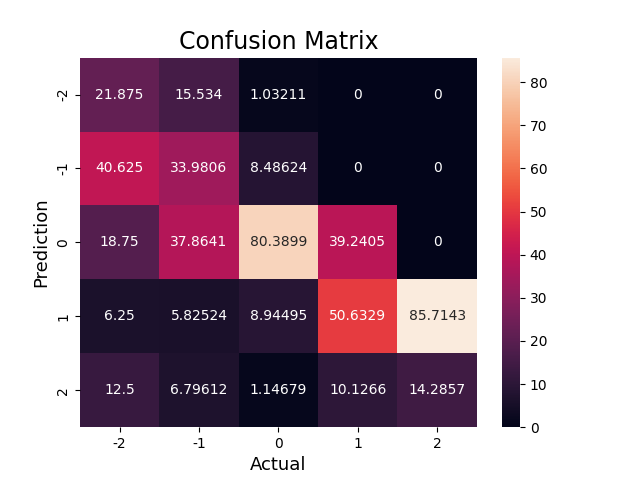 Confusion Matrix
-2 21.875 15.534 1.03211 0 0
-1 40.625 33.9806 8.48624 0 0
0 18.75 37.8641 80.3899 39.2405 0
1 6.25 5.82524 8.94495 50.6329 85.7143
2 12.5 6.79612 1.14679 10.1266 14.2857
-2 -1 0 1 2
Actual
Prediction
80
70
60
50
40
30
20
10
0